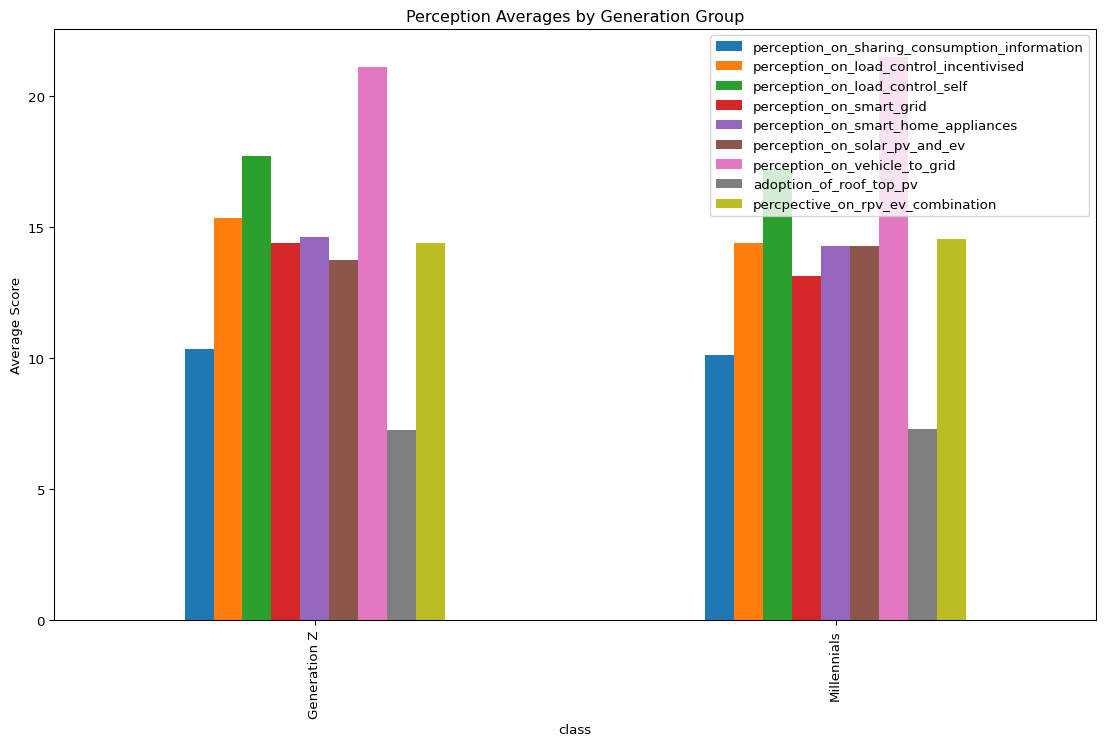 Perception Averages by Generation Group
perception_on_sharing_consumption_information
perception_on_load_control_incentivised
perception_on_load_control_self
perception_on_smart_grid
perception_on_smart_home_appliances
perception_on_solar_pv_and_ev
perception_on_vehicle_to_grid
adoption_of_roof_top_pv
percpective_on_rpv_ev_combination
Average Score
20
15
10
5
0
Generation Z
Millennials
class